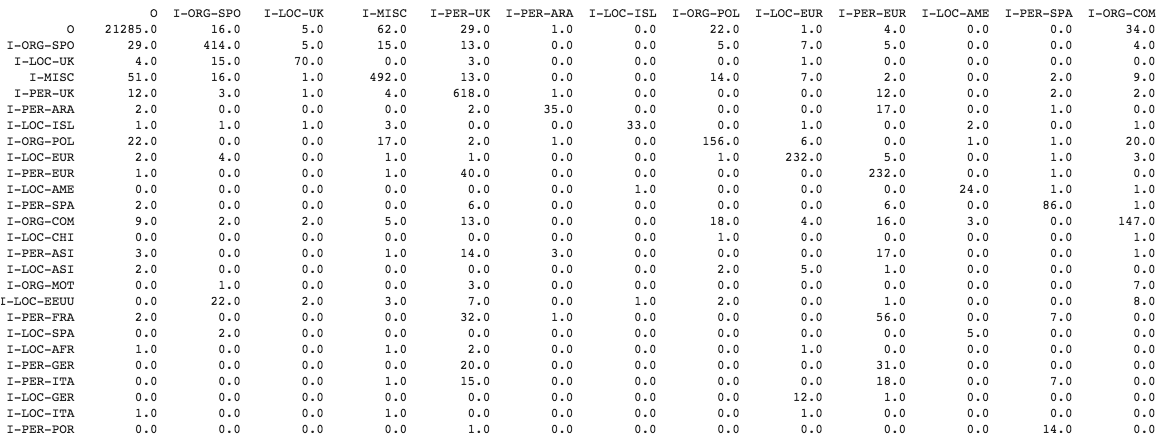 O I-ORG-SPO I-LOC-UK I-MISC I-PER-UK I-PER-ARA I-LOC-ISL I-ORG-POL I-LOC-EUR I-PER-EUR I-LOC-AME I-PER-SPA I-ORG-COM
O 21285.0 16.0 5.0 62.0 29.0 1.0 0.0 22.0 1.0 4.0 0.0 0.0 34.0
I-ORG-SPO 29.0 414.0 5.0 15.0 13.0 0.0 0.0 5.0 7.0 5.0 0.0 0.0 4.0
I-LOC-UK 4.0 15.0 70.0 0.0 3.0 0.0 0.0 0.0 1.0 0.0 0.0 0.0 0.0
I-MISC 51.0 16.0 1.0 492.0 13.0 0.0 0.0 14.0 7.0 2.0 0.0 2.0 9.0
I-PER-UK 12.0 3.0 1.0 4.0 618.0 1.0 0.0 0.0 0.0 12.0 0.0 2.0 2.0
I-PER-ARA 2.0 0.0 0.0 0.0 2.0 35.0 0.0 0.0 0.0 17.0 0.0 1.0 0.0
I-LOC-ISL 1.0 1.0 1.0 3.0 0.0 0.0 33.0 0.0 1.0 0.0 2.0 0.0 1.0
I-ORG-POL 22.0 0.0 0.0 17.0 2.0 1.0 0.0 156.0 6.0 0.0 1.0 1.0 20.0
I-LOC-EUR 2.0 4.0 0.0 1.0 1.0 0.0 0.0 1.0 232.0 5.0 0.0 1.0 3.0
I-PER-EUR 1.0 0.0 0.0 1.0 40.0 0.0 0.0 0.0 0.0 232.0 0.0 1.0 0.0
I-LOC-AME 0.0 0.0 0.0 0.0 0.0 0.0 1.0 0.0 0.0 0.0 24.0 1.0 1.0
I-PER-SPA 2.0 0.0 0.0 0.0 6.0 0.0 0.0 0.0 0.0 6.0 0.0 86.0 1.0
I-ORG-COM 9.0 2.0 2.0 5.0 13.0 0.0 0.0 18.0 4.0 16.0 3.0 0.0 147.0
I-LOC-CHI 0.0 0.0 0.0 0.0 0.0 0.0 0.0 1.0 0.0 0.0 0.0 0.0 1.0
I-PER-ASI 3.0 0.0 0.0 1.0 14.0 3.0 0.0 0.0 0.0 17.0 0.0 0.0 1.0
I-LOC-ASI 2.0 0.0 0.0 0.0 0.0 0.0 0.0 2.0 5.0 1.0 0.0 0.0 0.0
I-ORG-MOT 0.0 1.0 0.0 0.0 3.0 0.0 0.0 0.0 0.0 0.0 0.0 0.0 7.0
I-LOC-EEUU 0.0 22.0 2.0 3.0 7.0 0.0 1.0 2.0 0.0 1.0 0.0 0.0 8.0
I-PER-FRA 2.0 0.0 0.0 0.0 32.0 1.0 0.0 0.0 0.0 56.0 0.0 7.0 0.0
I-LOC-SPA 0.0 2.0 0.0 0.0 0.0 0.0 0.0 0.0 0.0 0.0 5.0 0.0 0.0
I-LOC-AFR 1.0 0.0 0.0 1.0 2.0 0.0 0.0 0.0 1.0 0.0 0.0 0.0 0.0
I-PER-GER 0.0 0.0 0.0 0.0 20.0 0.0 0.0 0.0 0.0 31.0 0.0 0.0 0.0
I-PER-ITA 0.0 0.0 0.0 1.0 15.0 0.0 0.0 0.0 0.0 18.0 0.0 7.0 0.0
I-LOC-GER 0.0 0.0 0.0 0.0 0.0 0.0 0.0 0.0 12.0 1.0 0.0 0.0 0.0
I-LOC-ITA 1.0 0.0 0.0 1.0 0.0 0.0 0.0 0.0 1.0 0.0 0.0 0.0 0.0
I-PER-POR 0.0 0.0 0.0 0.0 1.0 0.0 0.0 0.0 0.0 0.0 0.0 14.0 0.0